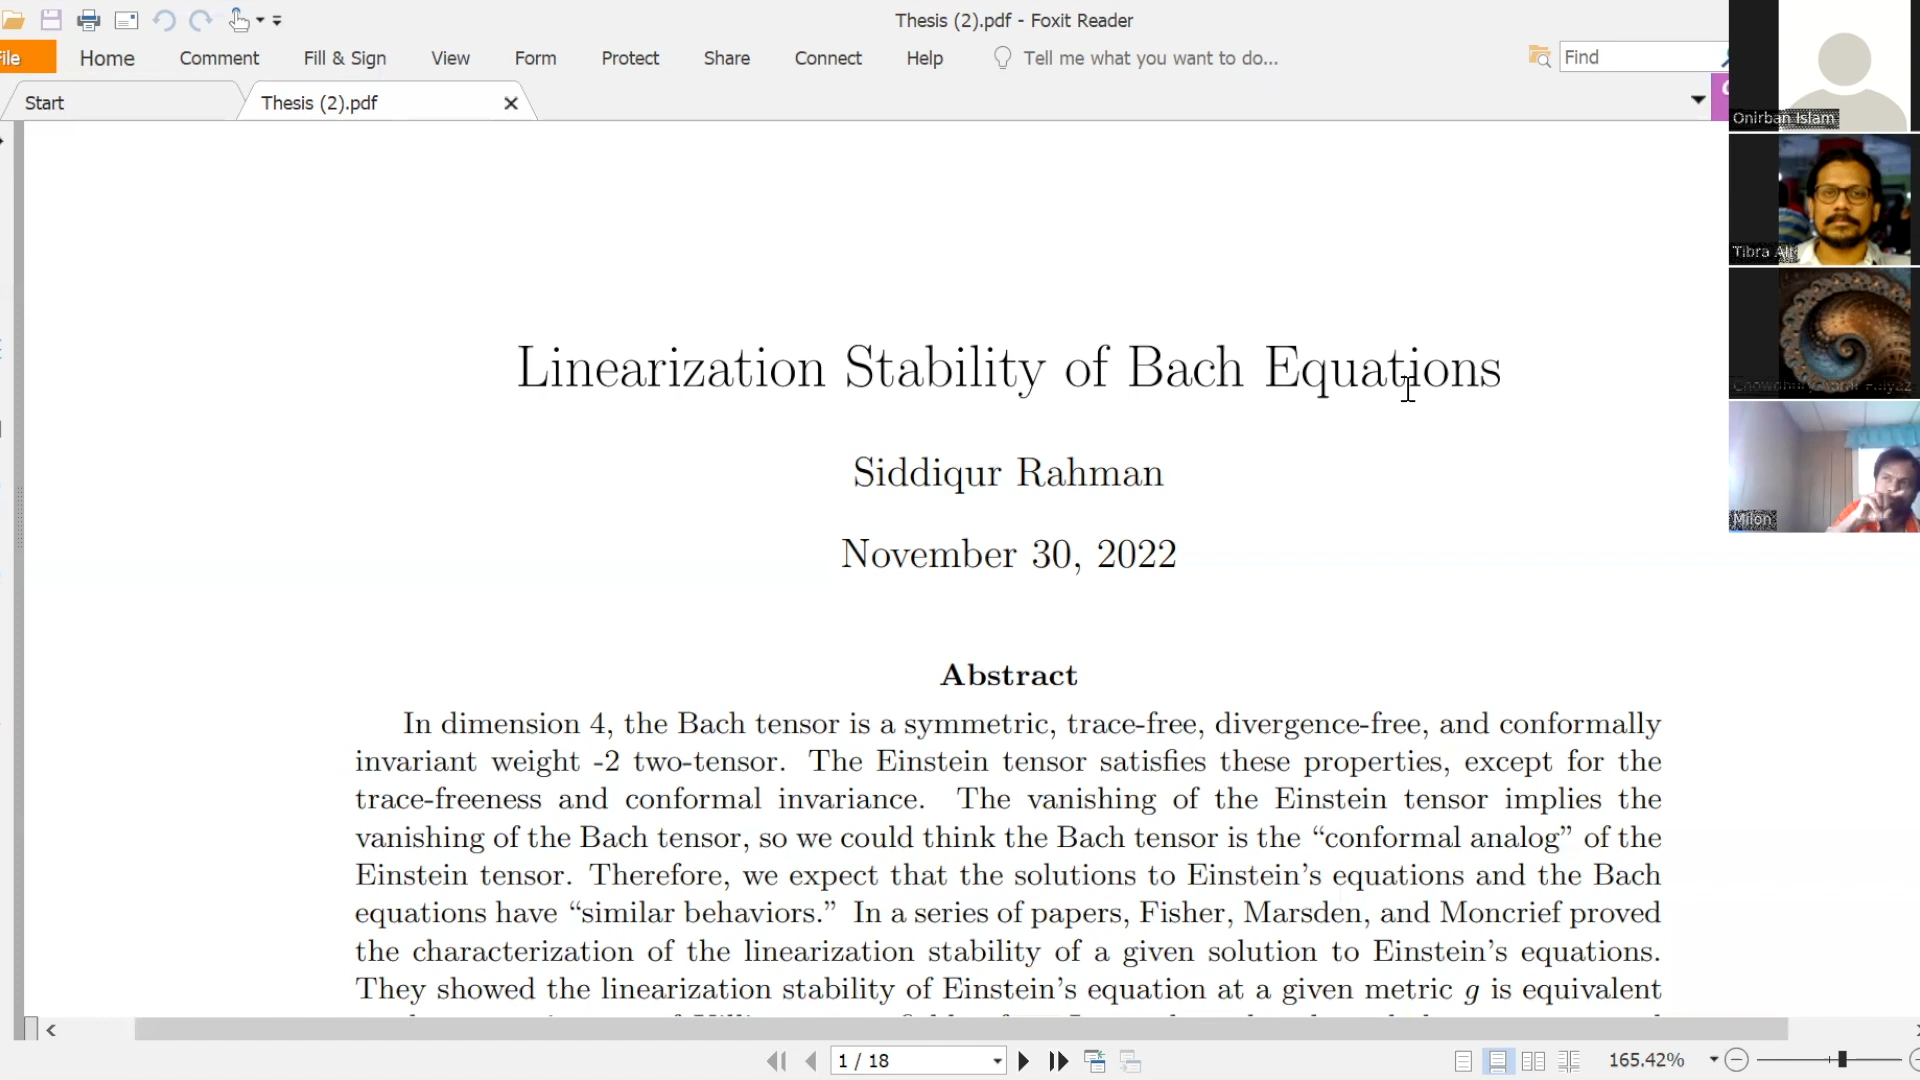 Thesis (2).pdf - Foxit Reader
File Home Comment Fill & Sign View Form Protect Share Connect Help Tell me what you want to do... Find
Start Thesis (2).pdf
Onirban Islam
Tibra Ali
Milon
Linearization Stability of Bach Equations
Siddiqur Rahman
November 30, 2022
Abstract
In dimension 4, the Bach tensor is a symmetric, trace-free, divergence-free, and conformally
invariant weight -2 two-tensor. The Einstein tensor satisfies these properties, except for the
trace-freeness and conformal invariance. The vanishing of the Einstein tensor implies the
vanishing of the Bach tensor, so we could think the Bach tensor is the “conformal analog” of the
Einstein tensor. Therefore, we expect that the solutions to Einstein’s equations and the Bach
equations have “similar behaviors.” In a series of papers, Fisher, Marsden, and Moncrief proved
the characterization of the linearization stability of a given solution to Einstein’s equations.
They showed the linearization stability of Einstein’s equation at a given metric g is equivalent
1 / 18
165.42%